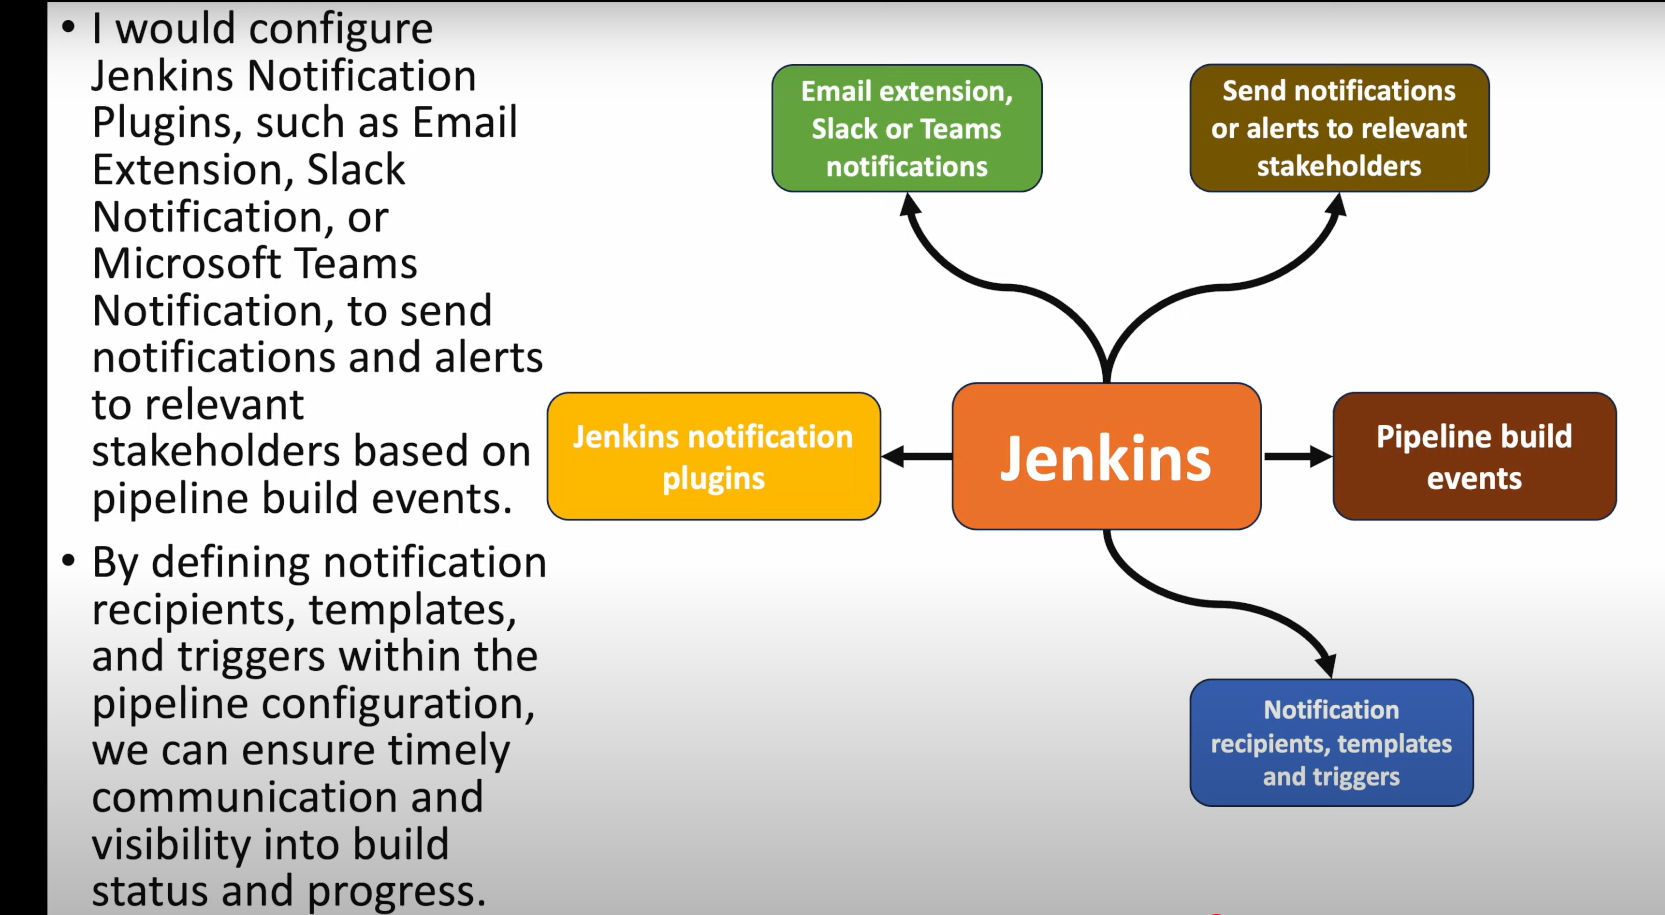 • I would configure
Jenkins Notification
Plugins, such as Email
Extension, Slack
Notification, or
Microsoft Teams
Notification, to send
notifications and alerts
to relevant
stakeholders based on
pipeline build events.
• By defining notification
recipients, templates,
and triggers within the
pipeline configuration,
we can ensure timely
communication and
visibility into build
status and progress.
Email extension,
Slack or Teams
notifications
Send notifications
or alerts to relevant
stakeholders
Jenkins notification
plugins
Jenkins
Pipeline build
events
Notification
recipients, templates
and triggers